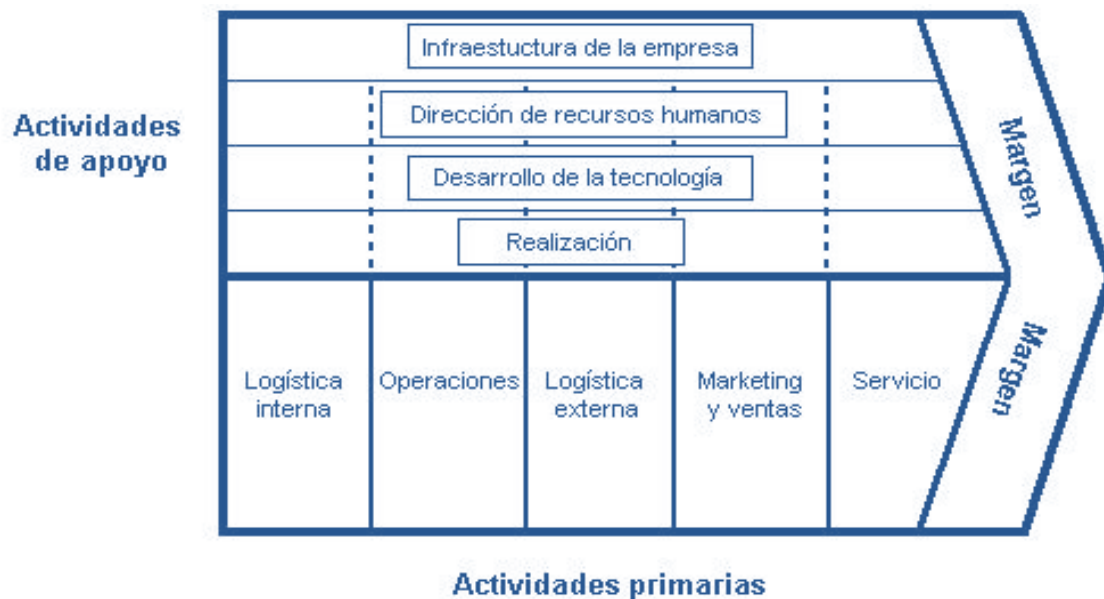 Infraestuctura de la empresa
Actividades
de apoyo
Dirección de recursos humanos
Desarrollo de la tecnología
Realización
Margen
Logística
interna
Operaciones
Logística
externa
Marketing
y ventas
Servicio
Margen
Actividades primarias